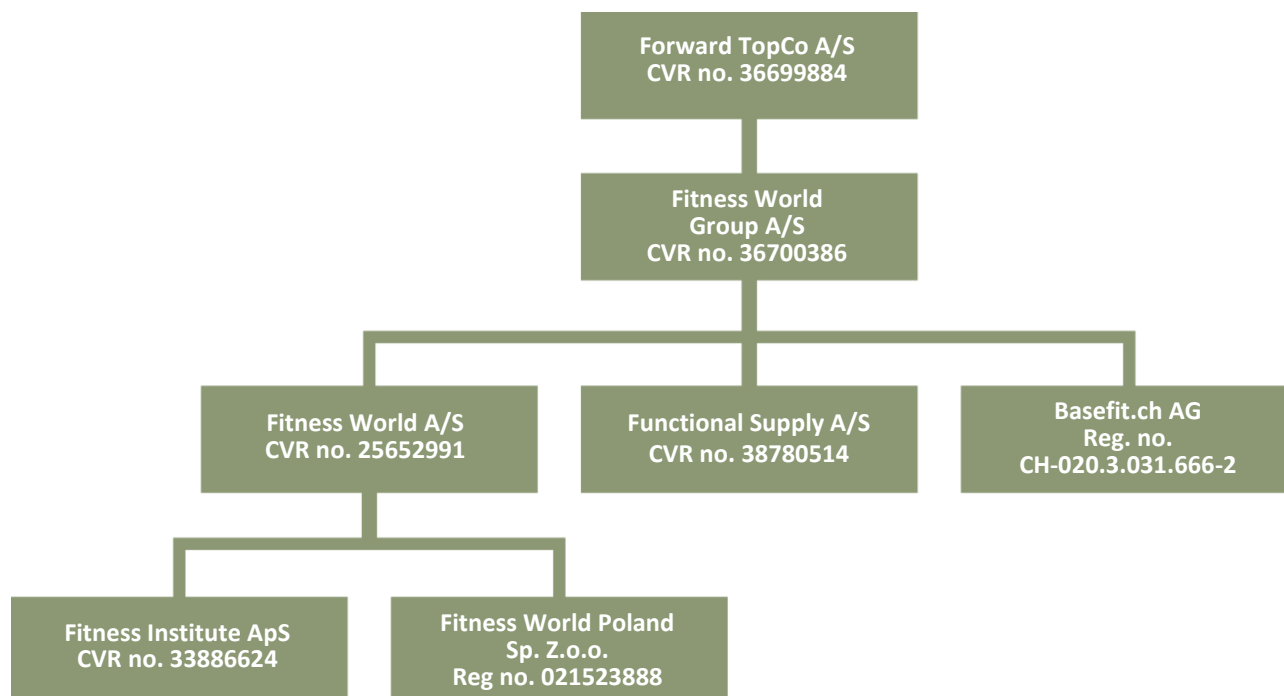 Forward TopCo A/S
CVR no. 36699884
Fitness World
Group A/S
CVR no. 36700386
Fitness World A/S
CVR no. 25652991
Functional Supply A/S
CVR no. 38780514
Basefit.ch AG
Reg. no.
CH-020.3.031.666-2
Fitness Institute ApS
CVR no. 33886624
Fitness World Poland
Sp. Z.o.o.
Reg no. 021523888